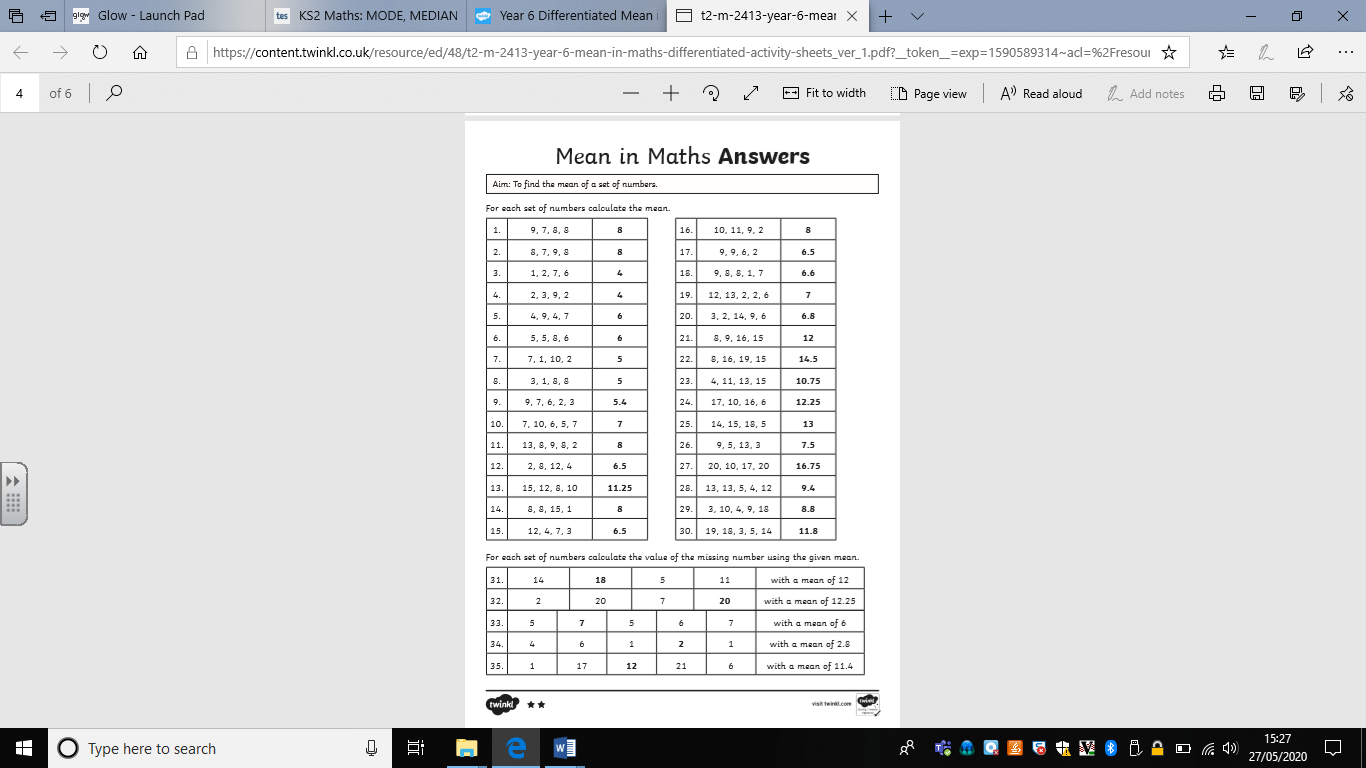 Glow - Launch Pad
tes KS2 Maths: MODE, MEDIAN
Year 6 Differentiated Mean i
t2-m-2413-year-6-mear
https://content.twinkl.co.uk/resource/ed/48/t2-m-2413-year-6-mean-in-maths-differentiated-activity-sheets_ver_1.pdf?__token__=exp=1590589314~acl=%2Fresour
4 of 6 Fit to width Page view Read aloud Add notes
Mean in Maths Answers
Aim: To find the mean of a set of numbers.
For each set of numbers calculate the mean.
1. 9, 7, 8, 8 8 16. 10, 11, 9, 2 8
2. 8, 7, 9, 8 8 17. 9, 9, 6, 2 6.5
3. 1, 2, 7, 6 4 18. 9, 8, 8, 1, 7 6.6
4. 2, 3, 9, 2 4 19. 12, 13, 2, 2, 6 7
5. 4, 9, 4, 7 6 20. 3, 2, 14, 9, 6 6.8
6. 5, 5, 8, 6 6 21. 8, 9, 16, 15 12
7. 7, 1, 10, 2 5 22. 8, 16, 19, 15 14.5
8. 3, 1, 8, 8 5 23. 4, 11, 13, 15 10.75
9. 9, 7, 6, 2, 3 5.4 24. 17, 10, 16, 6 12.25
10. 7, 10, 6, 5, 7 7 25. 14, 15, 18, 5 13
11. 13, 8, 9, 8, 2 8 26. 9, 5, 13, 3 7.5
12. 2, 8, 12, 4 6.5 27. 20, 10, 17, 20 16.75
13. 15, 12, 8, 10 11.25 28. 13, 13, 5, 4, 12 9.4
14. 8, 8, 15, 1 8 29. 3, 10, 4, 9, 18 8.8
15. 12, 4, 7, 3 6.5 30. 19, 18, 3, 5, 14 11.8
For each set of numbers calculate the value of the missing number using the given mean.
31. 14 18 5 11 with a mean of 12
32. 2 20 7 20 with a mean of 12.25
33. 5 7 5 6 7 with a mean of 6
34. 4 6 1 2 1 with a mean of 2.8
35. 1 17 12 21 6 with a mean of 11.4
twinkl visit twinkl.com twinkl
Type here to search
15:27
27/05/2020